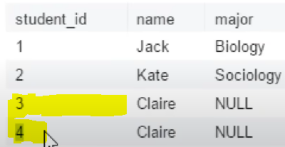 student_id name major
1 Jack Biology
2 Kate Sociology
3 Claire NULL
4 Claire NULL